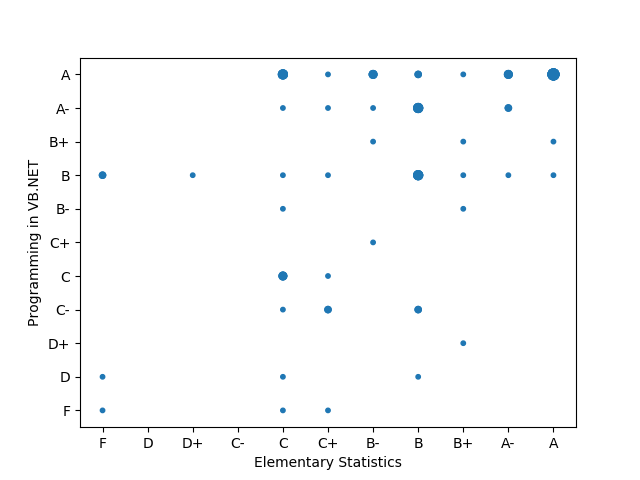 A
A-
B+
B
B-
C+
C
C-
D+
D
F
Programming in VB.NET
F D D+ C- C C+ B- B B+ A- A
Elementary Statistics